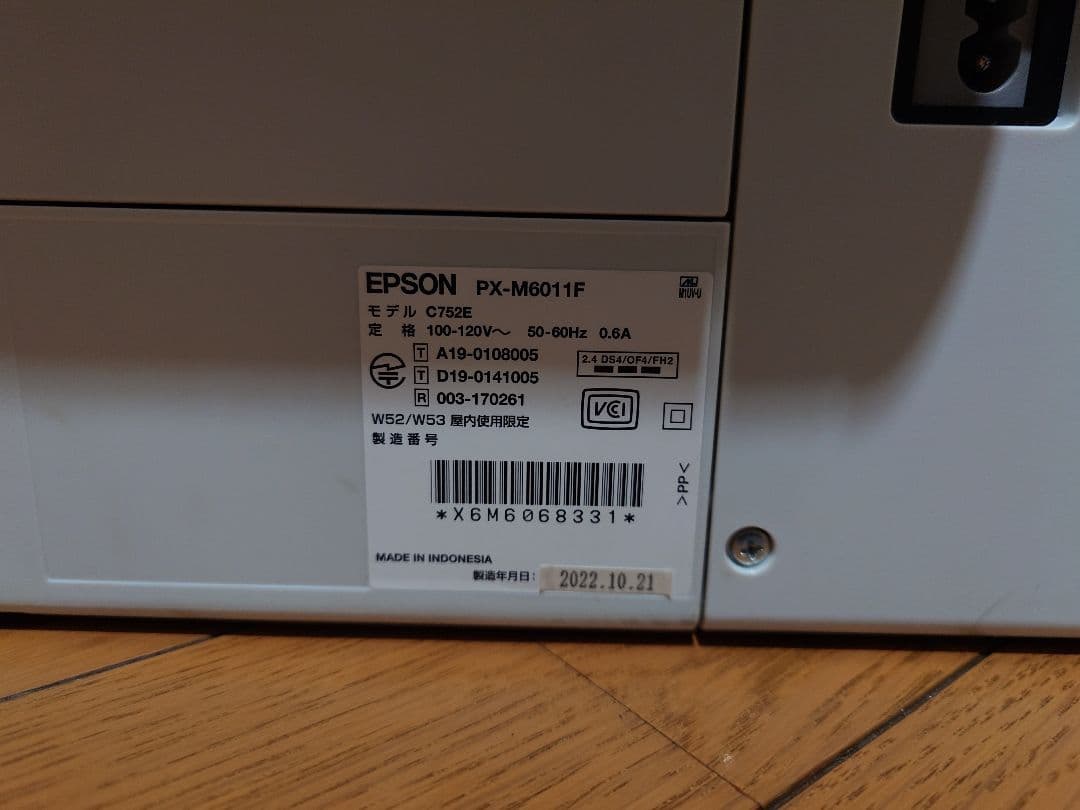 EPSON PX-M6011F
M1UV-U
モデル C752E
定 格 100-120V～ 50-60Hz 0.6A
T A19-0108005
2.4 DS4/OF4/FH2
T D19-0141005
R 003-170261
VCI
W52/W53 屋内使用限定
製造番号
>PP<
*X6M6068331*
MADE IN INDONESIA
製造年月日: 2022.10.21